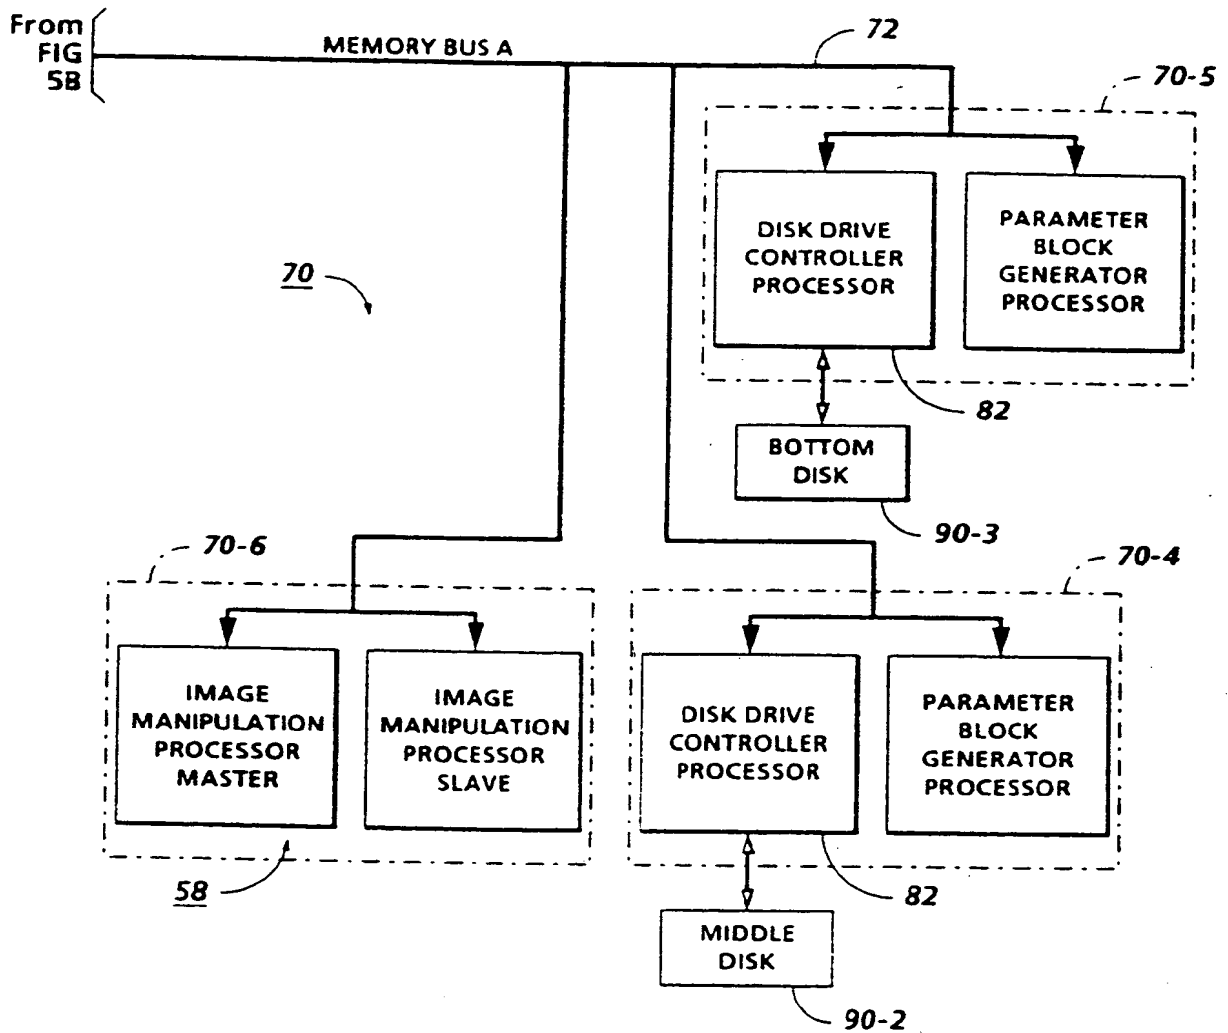 From
FIG
5B
MEMORY BUS A
72
70-5
DISK DRIVE
CONTROLLER
PROCESSOR
PARAMETER
BLOCK
GENERATOR
PROCESSOR
70
82
BOTTOM
DISK
90-3
70-6
70-4
IMAGE
MANIPULATION
PROCESSOR
MASTER
IMAGE
MANIPULATION
PROCESSOR
SLAVE
DISK DRIVE
CONTROLLER
PROCESSOR
PARAMETER
BLOCK
GENERATOR
PROCESSOR
58
82
MIDDLE
DISK
90-2